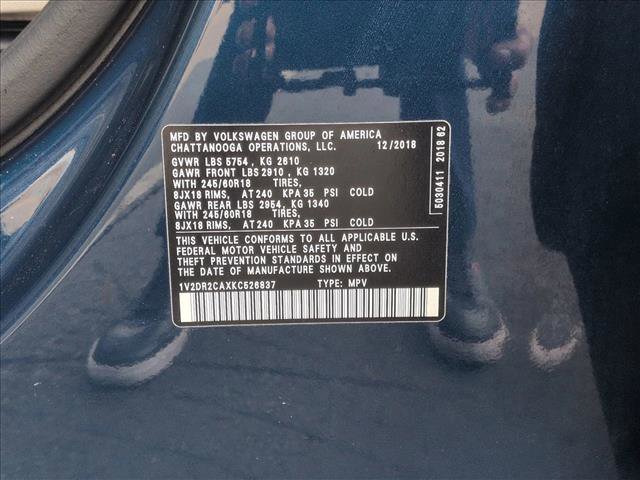 MFD BY VOLKSWAGEN GROUP OF AMERICA
CHATTANOOGA OPERATIONS, LLC. 12/2018
GVWR LBS 5754, KG 2610
GAWR FRONT LBS 2910, KG 1320
WITH 245/60R18 TIRES,
8JX18 RIMS, AT 240 KPA 35 PSI COLD
GAWR REAR LBS 2954, KG 1340
WITH 245/60R18 TIRES,
8JX18 RIMS, AT 240 KPA 35 PSI COLD
THIS VEHICLE CONFORMS TO ALL APPLICABLE U.S.
FEDERAL MOTOR VEHICLE SAFETY AND
THEFT PREVENTION STANDARDS IN EFFECT ON
THE DATE OF MANUFACTURE SHOWN ABOVE.
1V2DR2CAXKC526837 TYPE: MPV
5030411 2018 62